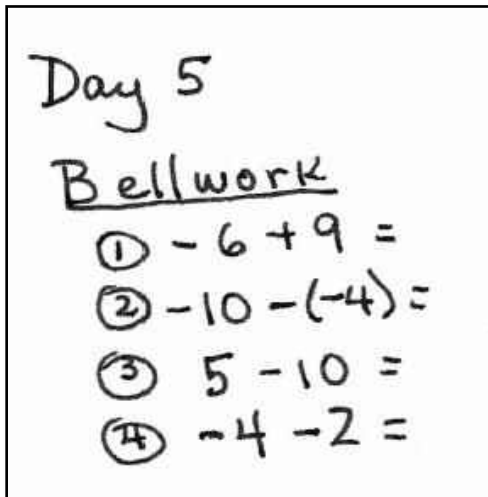 Day 5
Bellwork
① - 6 + 9 =
② - 10 - (-4) =
③ 5 - 10 =
④ - 4 - 2 =